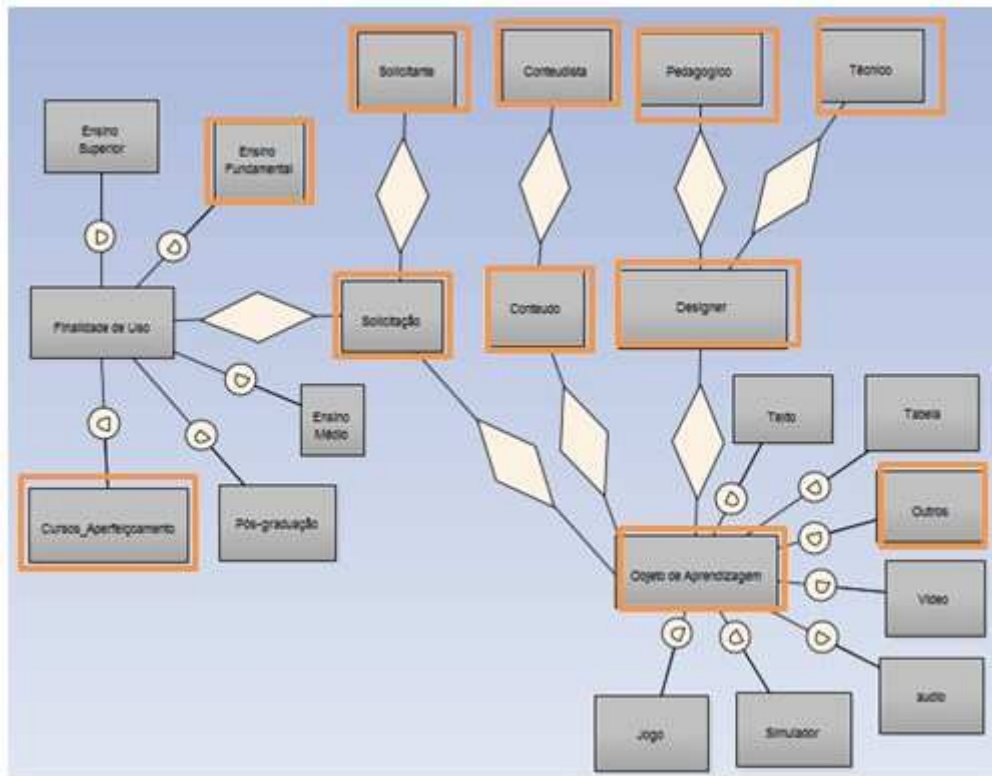 Solicitante
Conteudista
Pedagogico
Técnico
Ensino
Superior
Ensino
Fundamental
Finalidade de Uso
Solicitação
Conteudo
Designer
Ensino
Médio
Texto
Tabela
Cursos_Aperfeiçoamento
Pós-graduação
Outros
Objeto de Aprendizagem
Vídeo
audio
Jogo
Simulador